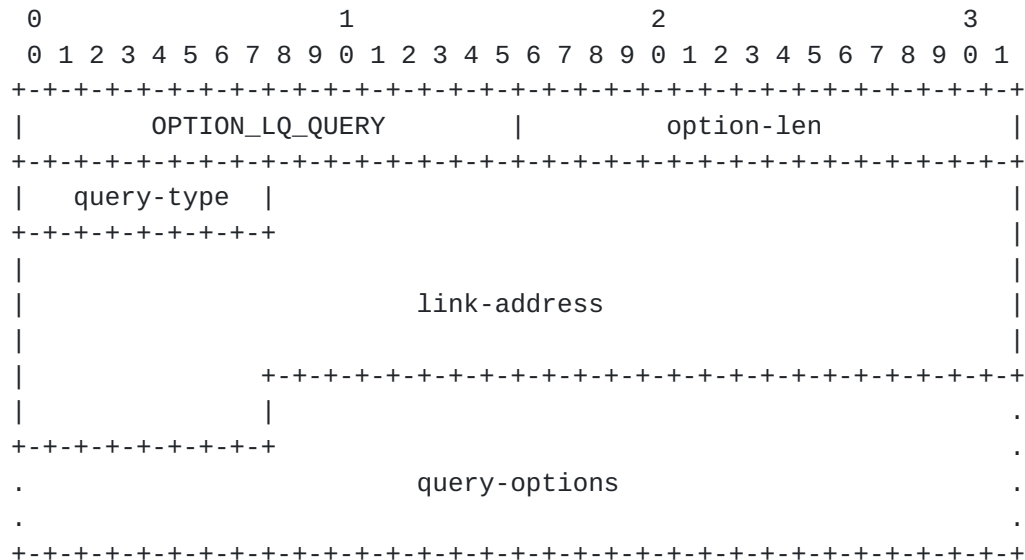 0                   1                   2                   3
 0 1 2 3 4 5 6 7 8 9 0 1 2 3 4 5 6 7 8 9 0 1 2 3 4 5 6 7 8 9 0 1
+-+-+-+-+-+-+-+-+-+-+-+-+-+-+-+-+-+-+-+-+-+-+-+-+-+-+-+-+-+-+-+-+
|        OPTION_LQ_QUERY        |         option-len            |
+-+-+-+-+-+-+-+-+-+-+-+-+-+-+-+-+-+-+-+-+-+-+-+-+-+-+-+-+-+-+-+-+
|   query-type  |                                               |
+-+-+-+-+-+-+-+-+                                               |
|                                                               |
|                         link-address                          |
|                                                               |
|               +-+-+-+-+-+-+-+-+-+-+-+-+-+-+-+-+-+-+-+-+-+-+-+-+
|               |                                               .
+-+-+-+-+-+-+-+-+                                               .
.                         query-options                         .
.                                                               .
+-+-+-+-+-+-+-+-+-+-+-+-+-+-+-+-+-+-+-+-+-+-+-+-+-+-+-+-+-+-+-+-+